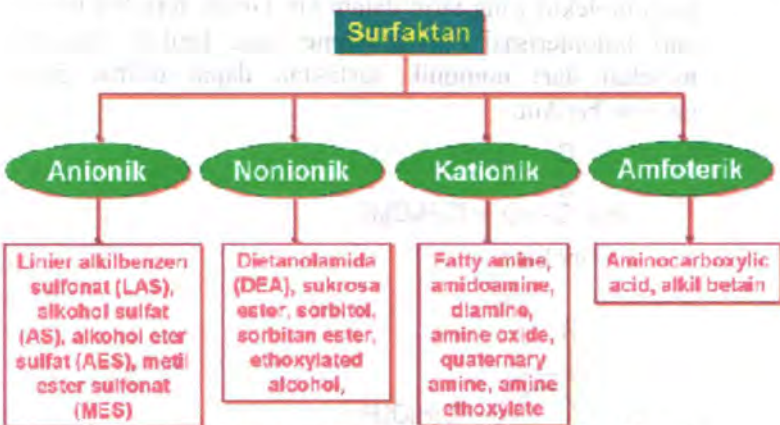 Surfaktan
Anionik
Nonionik
Kationik
Amfoterik
Linier alkilbenzen
sulfonat (LAS),
alkohol sulfat
(AS), alkohol eter
sulfat (AES), metil
ester sulfonat
(MES)
Dietanolamida
(DEA), sukrosa
ester, sorbitol,
sorbitan ester,
ethoxylated
alcohol,
Fatty amine,
amidoamine,
diamine,
amine oxide,
quaternary
amine, amine
ethoxylate
Aminocarboxylic
acid, alkil betain